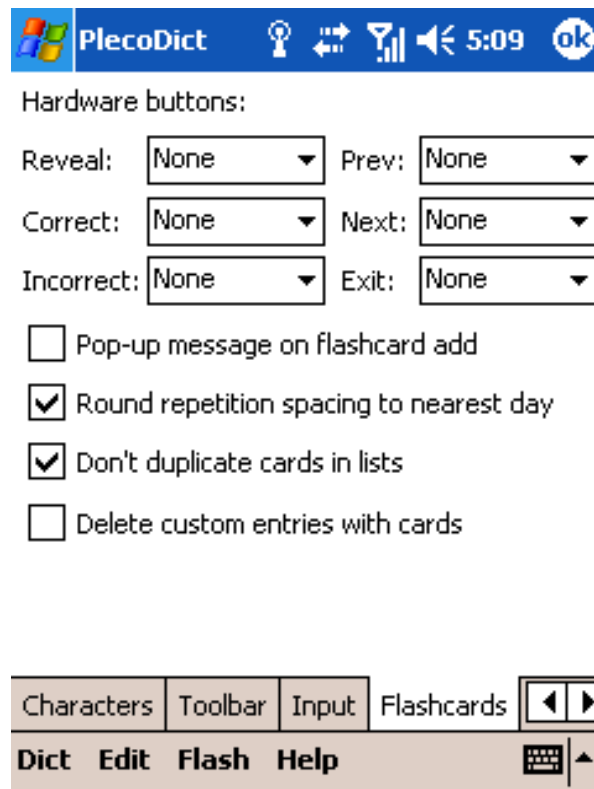 PlecoDict 5:09 ok
Hardware buttons:
Reveal: None Prev: None
Correct: None Next: None
Incorrect: None Exit: None
Pop-up message on flashcard add
Round repetition spacing to nearest day
Don't duplicate cards in lists
Delete custom entries with cards
Characters Toolbar Input Flashcards
Dict Edit Flash Help